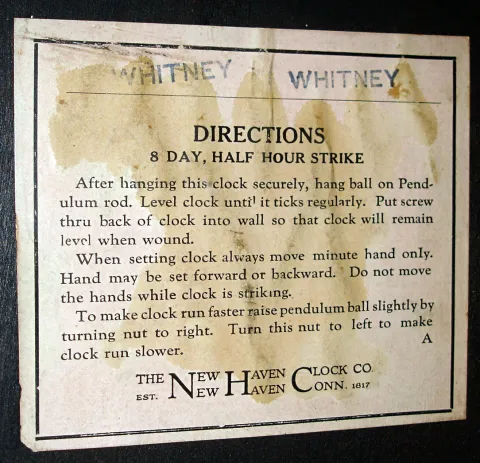 WHITNEY WHITNEY
DIRECTIONS
8 DAY, HALF HOUR STRIKE
After hanging this clock securely, hang ball on Pend-
ulum rod. Level clock until it ticks regularly. Put screw
thru back of clock into wall so that clock will remain
level when wound.
When setting clock always move minute hand only.
Hand may be set forward or backward. Do not move
the hands while clock is striking.
To make clock run faster raise pendulum ball slightly by
turning nut to right. Turn this nut to left to make
clock run slower. A
THE NEW HAVEN CLOCK CO.
EST. NEW HAVEN CONN. 1817